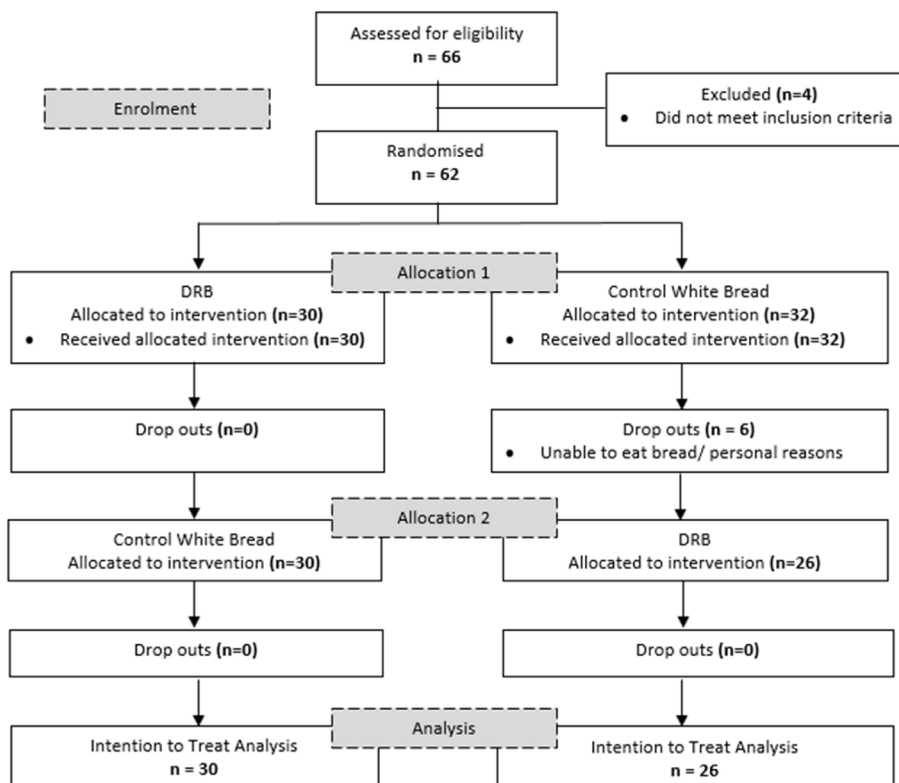 Assessed for eligibility
n = 66
Enrolment
Excluded (n=4)
• Did not meet inclusion criteria
Randomised
n = 62
Allocation 1
DRB
Allocated to intervention (n=30)
• Received allocated intervention (n=30)
Control White Bread
Allocated to intervention (n=32)
• Received allocated intervention (n=32)
Drop outs (n=0)
Drop outs (n = 6)
• Unable to eat bread/ personal reasons
Allocation 2
Control White Bread
Allocated to intervention (n=30)
DRB
Allocated to intervention (n=26)
Drop outs (n=0)
Drop outs (n=0)
Analysis
Intention to Treat Analysis
n = 30
Intention to Treat Analysis
n = 26